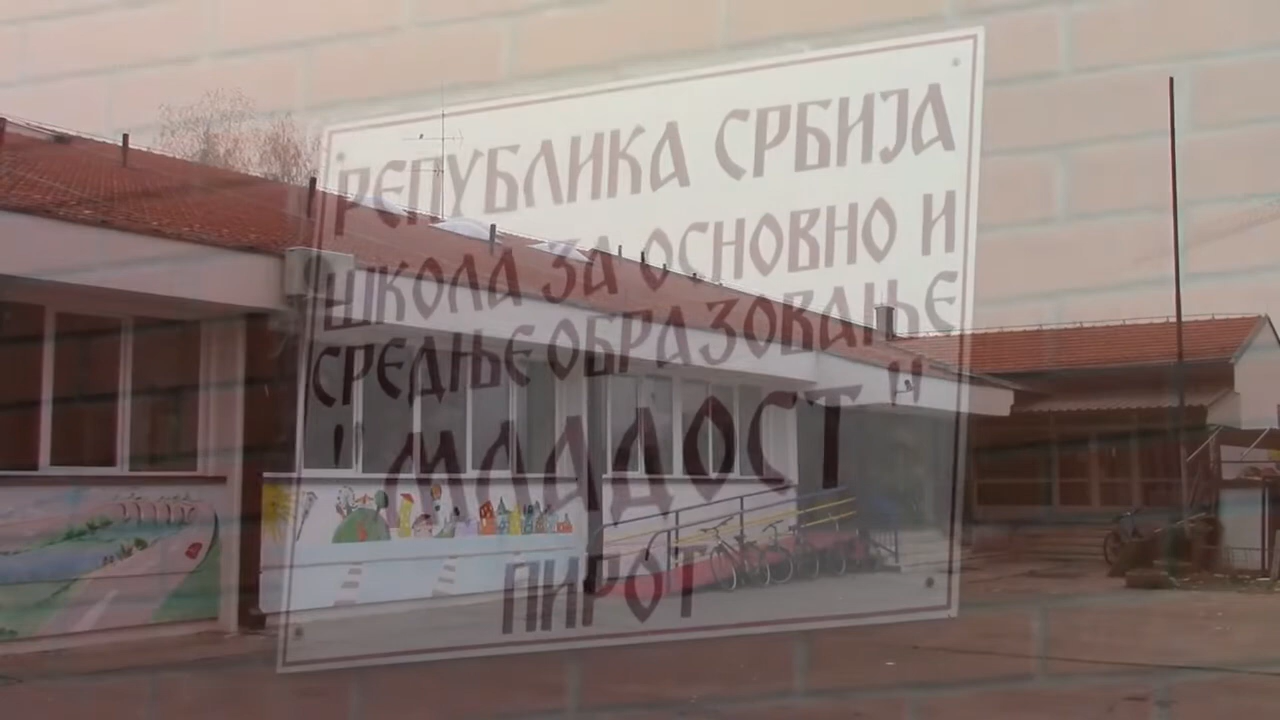 РЕПУБЛИКА СРБИЈА
ШКОЛА ЗА ОСНОВНО И
СРЕДЊЕ ОБРАЗОВАЊЕ
" МЛАДОСТ "
ПИРОТ